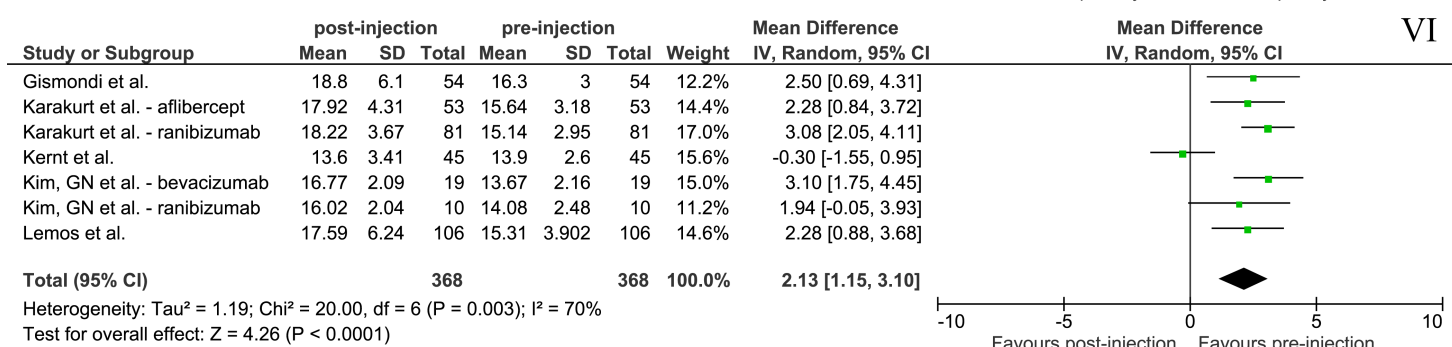 post-injection pre-injection Mean Difference Mean Difference VI
Study or Subgroup Mean SD Total Mean SD Total Weight IV, Random, 95% CI IV, Random, 95% CI
Gismondi et al. 18.8 6.1 54 16.3 3 54 12.2% 2.50 [0.69, 4.31]
Karakurt et al. - aflibercept 17.92 4.31 53 15.64 3.18 53 14.4% 2.28 [0.84, 3.72]
Karakurt et al. - ranibizumab 18.22 3.67 81 15.14 2.95 81 17.0% 3.08 [2.05, 4.11]
Kernt et al. 13.6 3.41 45 13.9 2.6 45 15.6% -0.30 [-1.55, 0.95]
Kim, GN et al. - bevacizumab 16.77 2.09 19 13.67 2.16 19 15.0% 3.10 [1.75, 4.45]
Kim, GN et al. - ranibizumab 16.02 2.04 10 14.08 2.48 10 11.2% 1.94 [-0.05, 3.93]
Lemos et al. 17.59 6.24 106 15.31 3.902 106 14.6% 2.28 [0.88, 3.68]
Total (95% CI) 368 368 100.0% 2.13 [1.15, 3.10]
Heterogeneity: Tau² = 1.19; Chi² = 20.00, df = 6 (P = 0.003); I² = 70%
Test for overall effect: Z = 4.26 (P < 0.0001)
-10 -5 0 5 10
Favours post-injection Favours pre-injection